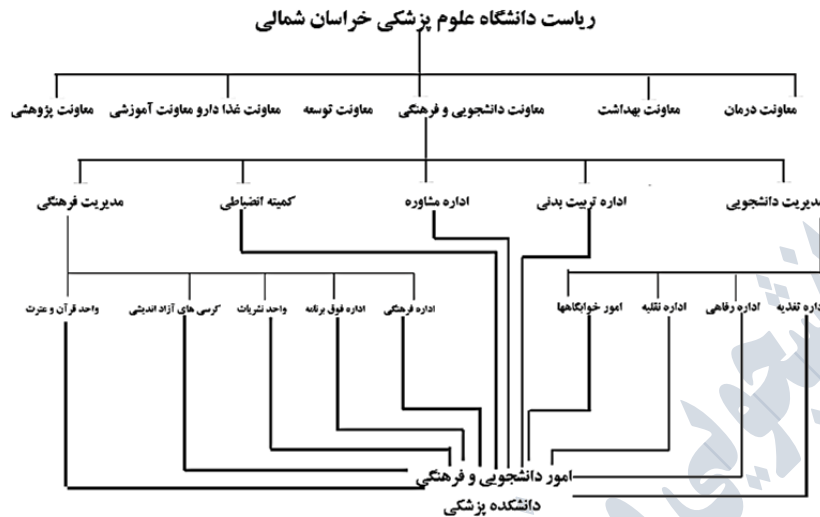 ریاست دانشگاه علوم پزشکی خراسان شمالی
معاونت درمان معاونت بهداشت معاونت دانشجویی و فرهنگی معاونت توسعه معاونت غذا دارو معاونت آموزشی معاونت پژوهشی
مدیریت دانشجویی اداره تربیت بدنی اداره مشاوره کمیته انضباطی مدیریت فرهنگی
داره تغذیه اداره رفاهی اداره نقلیه امور خوابگاهها اداره فرهنگی اداره فوق برنامه واحد نشریات کرسی های آزاد اندیشی واحد قرآن و عترت
امور دانشجویی و فرهنگی
دانشکده پزشکی